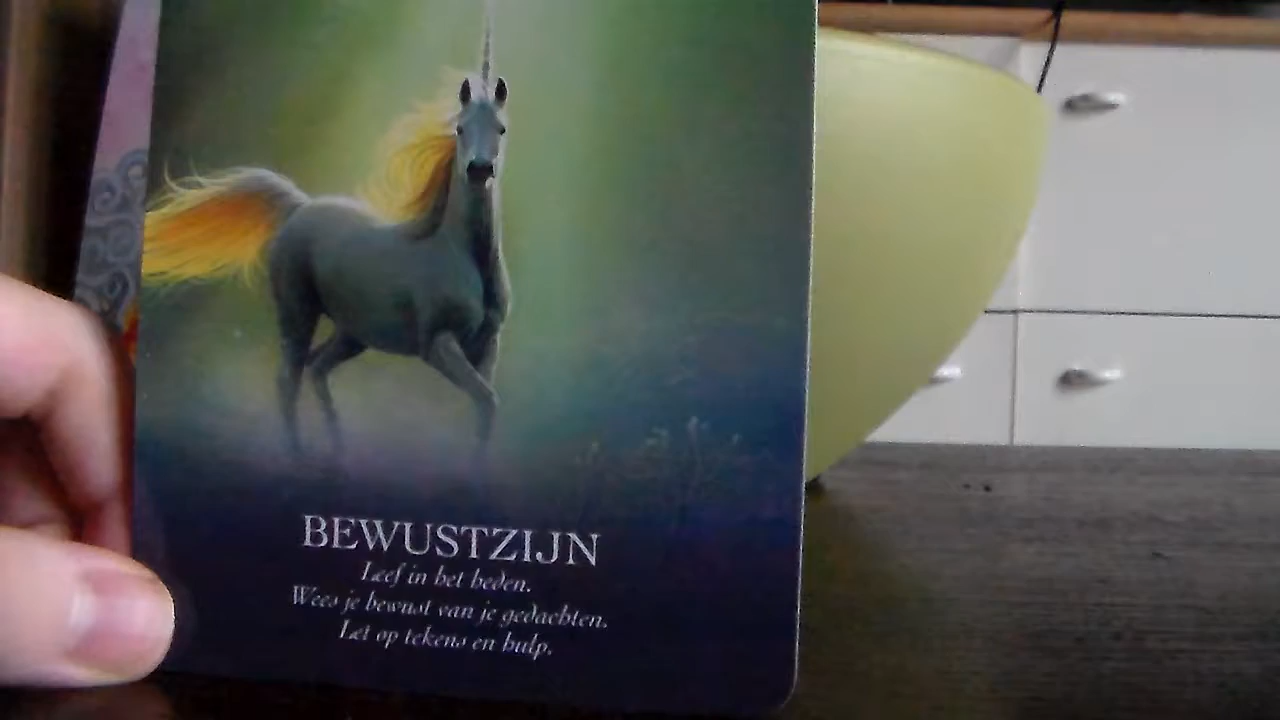 BEWUSTZIJN
Leef in het heden.
Wees je bewust van je gedachten.
Let op tekens en hulp.